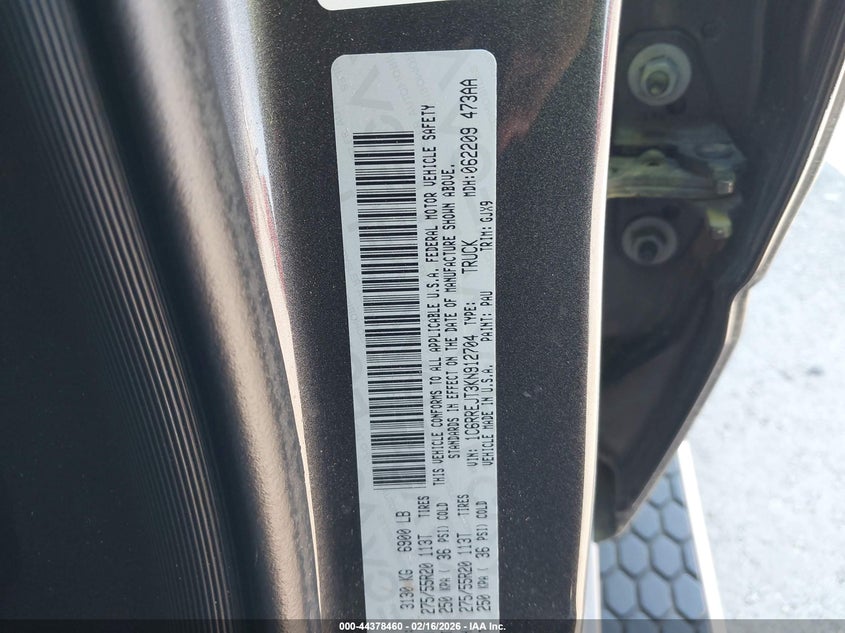 3130 KG 6900 LB
275/55R20 113T TIRES
250 KPA ( 36 PSI) COLD
275/55R20 113T TIRES
250 KPA ( 36 PSI) COLD
THIS VEHICLE CONFORMS TO ALL APPLICABLE U.S.A. FEDERAL MOTOR VEHICLE SAFETY
STANDARDS IN EFFECT ON THE DATE OF MANUFACTURE SHOWN ABOVE.
VIN: 1C6RREJT3KN912704 TYPE: TRUCK MDH:062209 473AA
VEHICLE MADE IN U.S.A. PAINT: PAU TRIM: GJX9
000-44378460 - 02/16/2026 - IAA Inc.